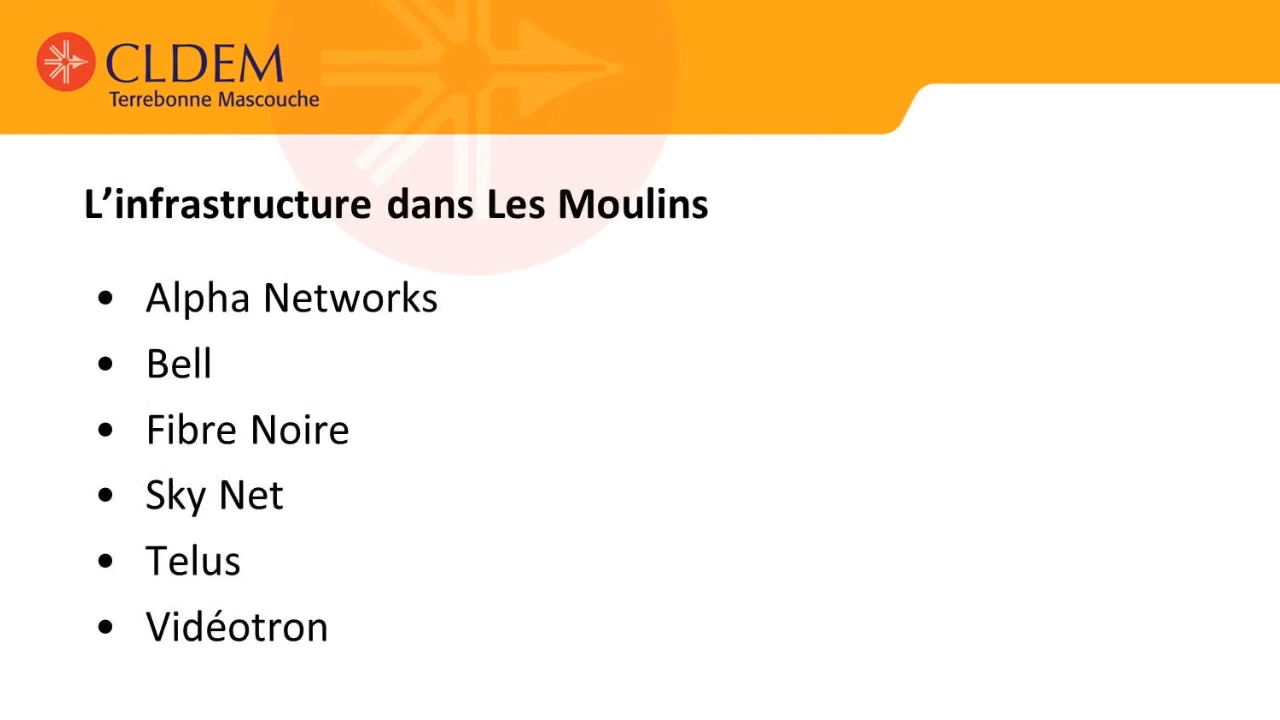 CLDEM
Terrebonne Mascouche
L’infrastructure dans Les Moulins
• Alpha Networks
• Bell
• Fibre Noire
• Sky Net
• Telus
• Vidéotron